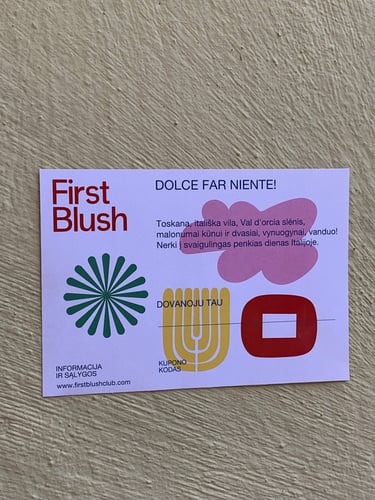 First
Blush
DOLCE FAR NIENTE!
Toskana, itališka vila, Val d'orcia slėnis,
malonumai kūnui ir dvasiai, vynuogynai, vanduo!
Nerki į svaigulingas penkias dienas Italijoje.
DOVANOJU TAU
INFORMACIJA
IR SĄLYGOS
www.firstblushclub.com
KUPONO
KODAS